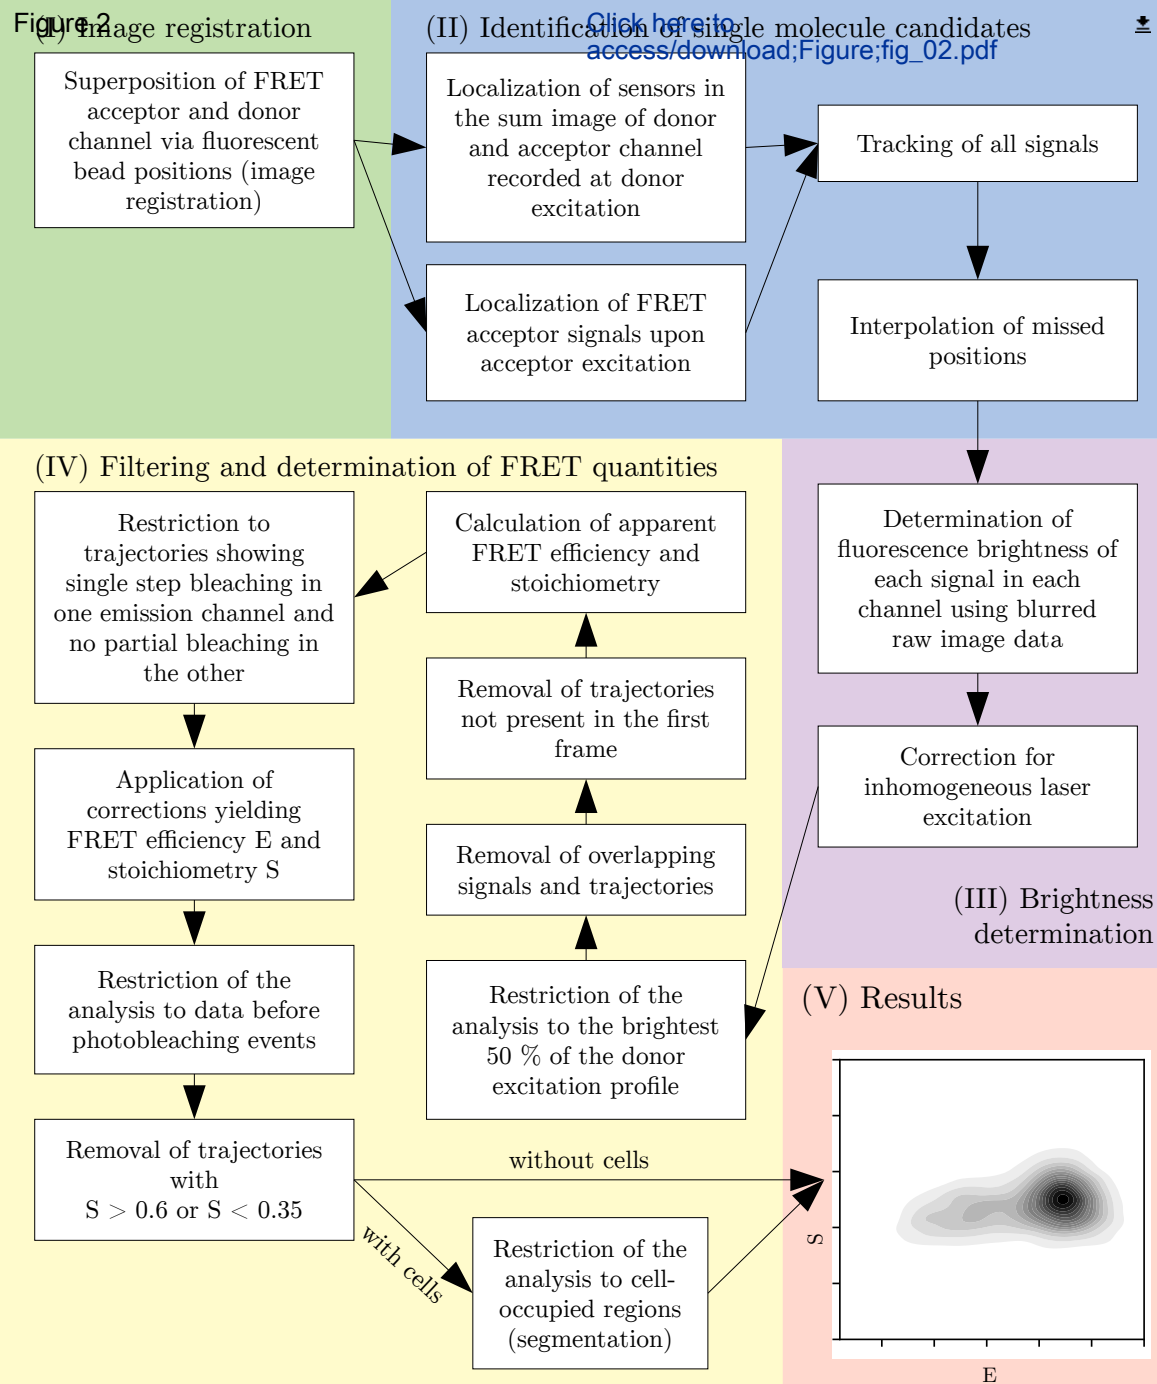 Figure 2
(I) Image registration
Superposition of FRET
acceptor and donor
channel via fluorescent
bead positions (image
registration)
(II) Identification of single molecule candidates
Click here to
access/download;Figure;fig_02.pdf
Localization of sensors in
the sum image of donor
and acceptor channel
recorded at donor
excitation
Localization of FRET
acceptor signals upon
acceptor excitation
Tracking of all signals
Interpolation of missed
positions
Determination of
fluorescence brightness of
each signal in each
channel using blurred
raw image data
Correction for
inhomogeneous laser
excitation
(III) Brightness
determination
(IV) Filtering and determination of FRET quantities
Restriction of the
analysis to the brightest
50 % of the donor
excitation profile
Removal of overlapping
signals and trajectories
Removal of trajectories
not present in the first
frame
Calculation of apparent
FRET efficiency and
stoichiometry
Restriction to
trajectories showing
single step bleaching in
one emission channel and
no partial bleaching in
the other
Application of
corrections yielding
FRET efficiency E and
stoichiometry S
Restriction of the
analysis to data before
photobleaching events
Removal of trajectories
with
S > 0.6 or S < 0.35
without cells
with cells
Restriction of the
analysis to cell-
occupied regions
(segmentation)
(V) Results
S
E